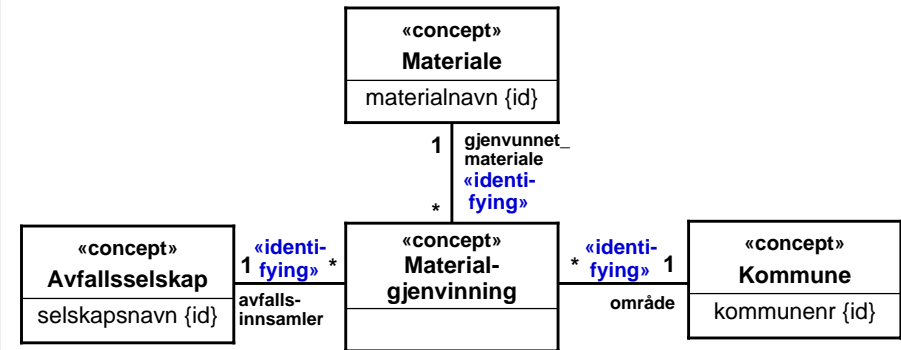 «concept»
Materiale
materialnavn {id}
1
gjenvunnet_
materiale
«identi-
fying»
*
«concept»
Avfallsselskap
selskapsnavn {id}
1
«identi-
fying»
*
avfalls-
innsamler
«concept»
Material-
gjenvinning
*
«identi-
fying»
1
område
«concept»
Kommune
kommunenr {id}